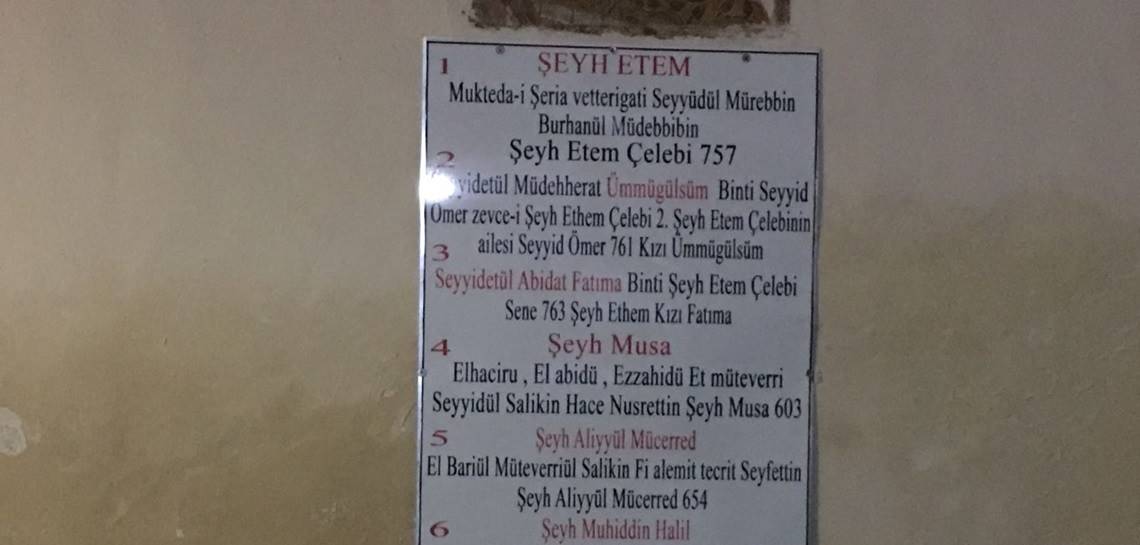 1 ŞEYH ETEM
Mukteda-i Şeria vetterigati Seyyüdül Mürebbin
Burhanül Müdebbibin
2 Şeyh Etem Çelebi 757
Müdehherat Ümmügülsüm Binti Seyyid
Ömer zevce-i Şeyh Ethem Çelebi 2. Şeyh Etem Çelebinin
ailesi Seyyid Ömer 761 Kızı Ümmügülsüm
3
Seyyidetül Abidat Fatıma Binti Şeyh Etem Çelebi
Sene 763 Şeyh Ethem Kızı Fatıma
4 Şeyh Musa
Elhaciru , El abidü , Ezzahidü Et müteverri
Seyyidül Salikin Hace Nusrettin Şeyh Musa 603
5 Şeyh Aliyyül Mücerred
El Bariül Müteverriül Salikin Fi alemit tecrit Seyfettin
Şeyh Aliyyül Mücerred 654
6 Şeyh Muhiddin Halil